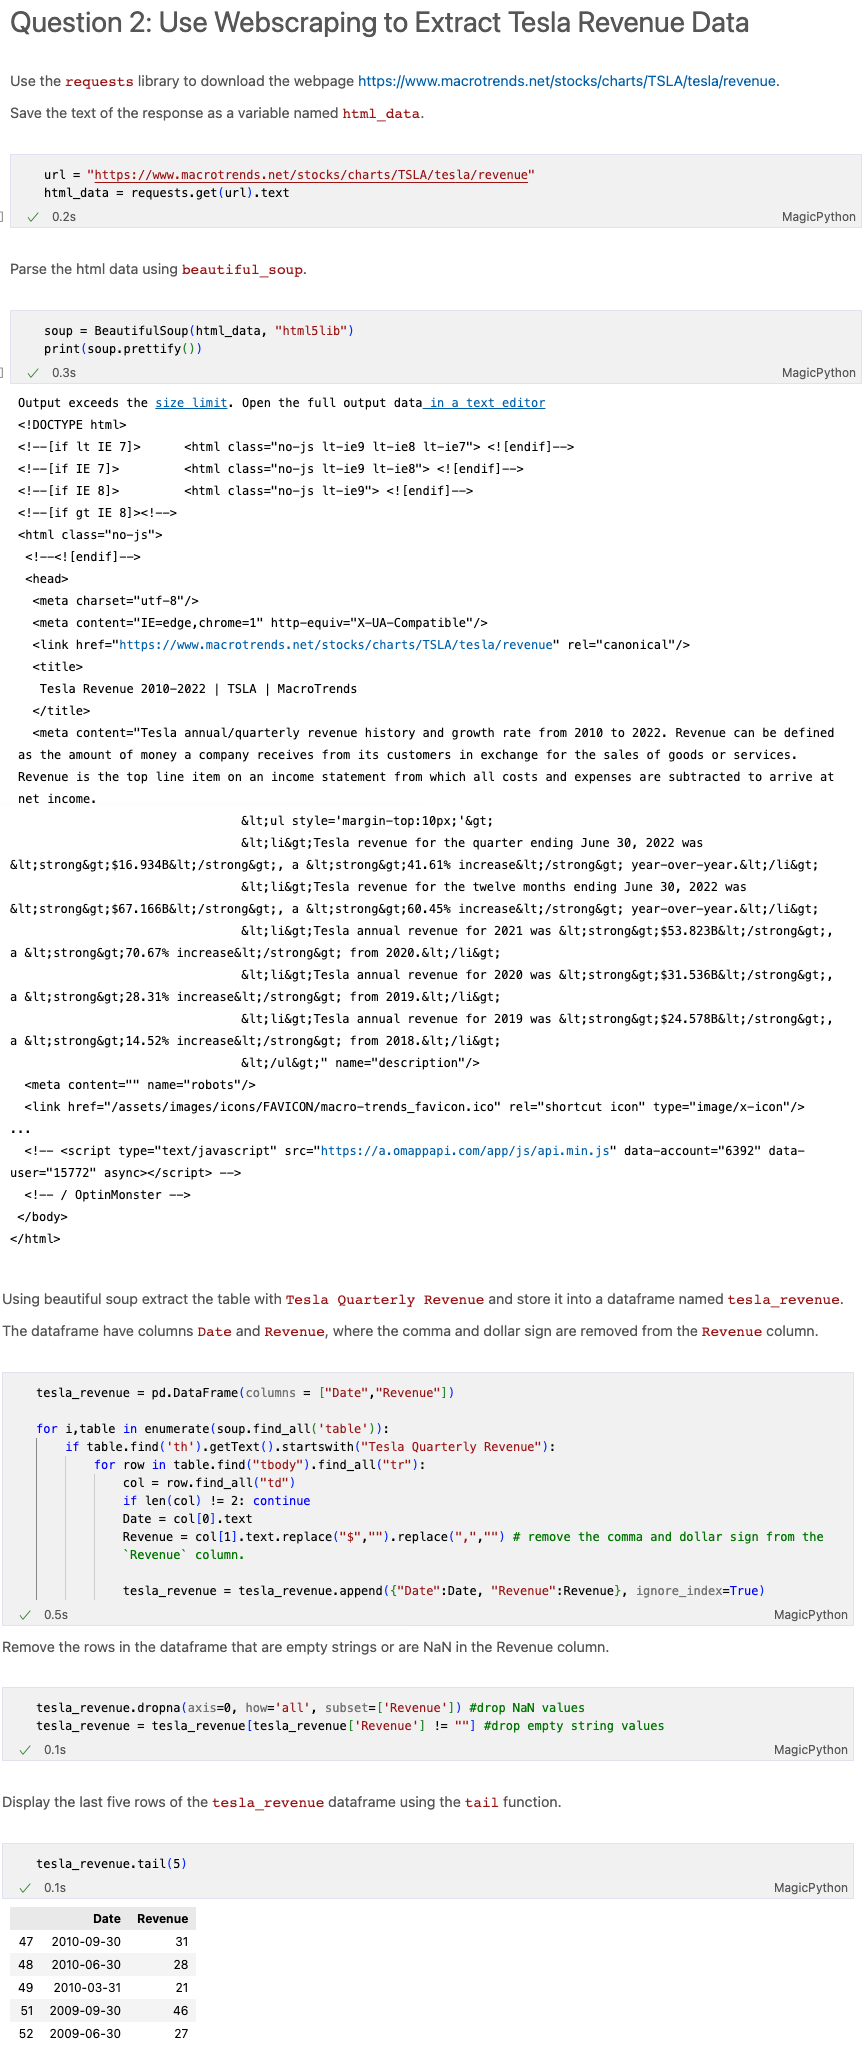 Question 2: Use Webscraping to Extract Tesla Revenue Data
Use the requests library to download the webpage https://www.macrotrends.net/stocks/charts/TSLA/tesla/revenue.
Save the text of the response as a variable named html_data.
url = "https://www.macrotrends.net/stocks/charts/TSLA/tesla/revenue"
html_data = requests.get(url).text
✓ 0.2s MagicPython
Parse the html data using beautiful_soup.
soup = BeautifulSoup(html_data, "html5lib")
print(soup.prettify())
✓ 0.3s MagicPython
Output exceeds the size limit. Open the full output data in a text editor
<!DOCTYPE html>
<!--[if lt IE 7]>      <html class="no-js lt-ie9 lt-ie8 lt-ie7"> <![endif]-->
<!--[if IE 7]>         <html class="no-js lt-ie9 lt-ie8"> <![endif]-->
<!--[if IE 8]>         <html class="no-js lt-ie9"> <![endif]-->
<!--[if gt IE 8]><!-->
<html class="no-js">
<!--<![endif]-->
<head>
<meta charset="utf-8"/>
<meta content="IE=edge,chrome=1" http-equiv="X-UA-Compatible"/>
<link href="https://www.macrotrends.net/stocks/charts/TSLA/tesla/revenue" rel="canonical"/>
<title>
Tesla Revenue 2010-2022 | TSLA | MacroTrends
</title>
<meta content="Tesla annual/quarterly revenue history and growth rate from 2010 to 2022. Revenue can be defined
as the amount of money a company receives from its customers in exchange for the sales of goods or services.
Revenue is the top line item on an income statement from which all costs and expenses are subtracted to arrive at
net income.
&lt;ul style='margin-top:10px;'&gt;
&lt;li&gt;Tesla revenue for the quarter ending June 30, 2022 was
&lt;strong&gt;$16.934B&lt;/strong&gt;, a &lt;strong&gt;41.61% increase&lt;/strong&gt; year-over-year.&lt;/li&gt;
&lt;li&gt;Tesla revenue for the twelve months ending June 30, 2022 was
&lt;strong&gt;$67.166B&lt;/strong&gt;, a &lt;strong&gt;60.45% increase&lt;/strong&gt; year-over-year.&lt;/li&gt;
&lt;li&gt;Tesla annual revenue for 2021 was &lt;strong&gt;$53.823B&lt;/strong&gt;,
a &lt;strong&gt;70.67% increase&lt;/strong&gt; from 2020.&lt;/li&gt;
&lt;li&gt;Tesla annual revenue for 2020 was &lt;strong&gt;$31.536B&lt;/strong&gt;,
a &lt;strong&gt;28.31% increase&lt;/strong&gt; from 2019.&lt;/li&gt;
&lt;li&gt;Tesla annual revenue for 2019 was &lt;strong&gt;$24.578B&lt;/strong&gt;,
a &lt;strong&gt;14.52% increase&lt;/strong&gt; from 2018.&lt;/li&gt;
&lt;/ul&gt;" name="description"/>
<meta content="" name="robots"/>
<link href="/assets/images/icons/FAVICON/macro-trends_favicon.ico" rel="shortcut icon" type="image/x-icon"/>
...
<!-- <script type="text/javascript" src="https://a.omappapi.com/app/js/api.min.js" data-account="6392" data-
user="15772" async></script> -->
<!-- / OptinMonster -->
</body>
</html>
Using beautiful soup extract the table with Tesla Quarterly Revenue and store it into a dataframe named tesla_revenue.
The dataframe have columns Date and Revenue, where the comma and dollar sign are removed from the Revenue column.
tesla_revenue = pd.DataFrame(columns = ["Date","Revenue"])
for i,table in enumerate(soup.find_all('table')):
if table.find('th').getText().startswith("Tesla Quarterly Revenue"):
for row in table.find("tbody").find_all("tr"):
col = row.find_all("td")
if len(col) != 2: continue
Date = col[0].text
Revenue = col[1].text.replace("$","").replace(",","") # remove the comma and dollar sign from the
`Revenue` column.
tesla_revenue = tesla_revenue.append({"Date":Date, "Revenue":Revenue}, ignore_index=True)
✓ 0.5s MagicPython
Remove the rows in the dataframe that are empty strings or are NaN in the Revenue column.
tesla_revenue.dropna(axis=0, how='all', subset=['Revenue']) #drop NaN values
tesla_revenue = tesla_revenue[tesla_revenue['Revenue'] != ""] #drop empty string values
✓ 0.1s MagicPython
Display the last five rows of the tesla_revenue dataframe using the tail function.
tesla_revenue.tail(5)
✓ 0.1s MagicPython
Date Revenue
47 2010-09-30 31
48 2010-06-30 28
49 2010-03-31 21
51 2009-09-30 46
52 2009-06-30 27